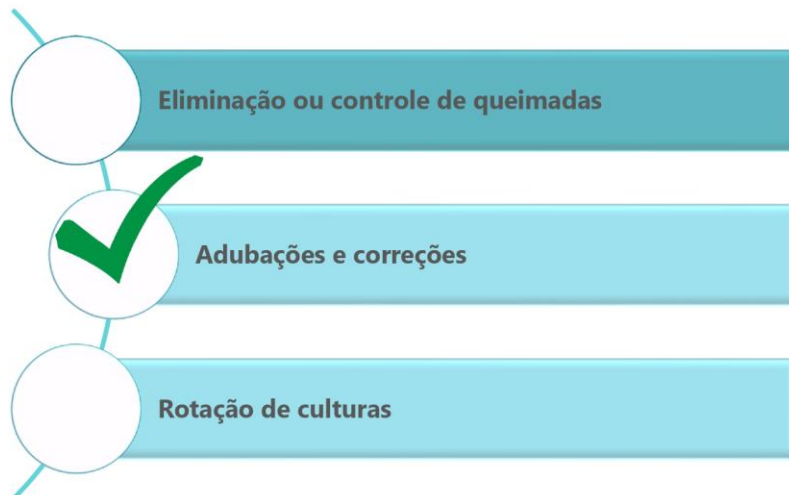 Eliminação ou controle de queimadas
Adubações e correções
Rotação de culturas